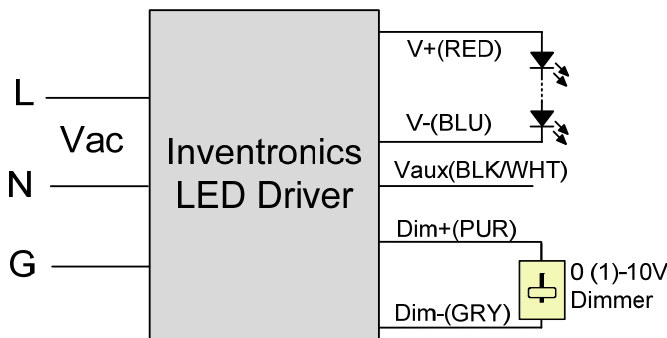 L
Vac
N
G
Inventronics
LED Driver
V+(RED)
V-(BLU)
Vaux(BLK/WHT)
Dim+(PUR)
Dim-(GRY)
0 (1)-10V
Dimmer